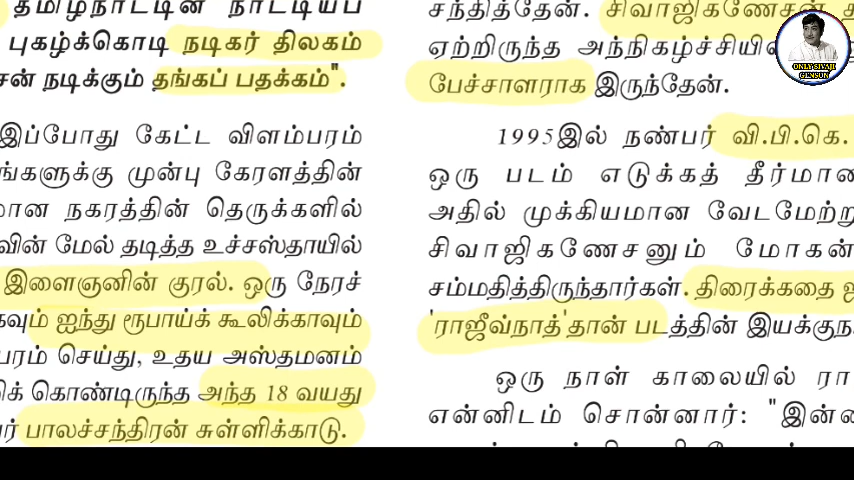 தமிழ்நாட்டின் நாட்டியப்
புகழ்க்கொடி நடிகர் திலகம்
சன் நடிக்கும் தங்கப் பதக்கம்".
இப்போது கேட்ட விளம்பரம்
ங்களுக்கு முன்பு கேரளத்தின்
மான நகரத்தின் தெருக்களில்
வின் மேல் தடித்த உச்சஸ்தாயில்
இளைஞனின் குரல். ஒரு நேரச்
கவும் ஐந்து ரூபாய்க் கூலிக்காவும்
பரம் செய்து, உதய அஸ்தமனம்
க் கொண்டிருந்த அந்த 18 வயது
ர் பாலச்சந்திரன் சுள்ளிக்காடு.
சந்தித்தேன். சிவாஜிகணேசன்
ஏற்றிருந்த அந்நிகழ்ச்சியில்
பேச்சாளராக இருந்தேன்.
1995இல் நண்பர் வி.பி.கெ.
ஒரு படம் எடுக்கத் தீர்மான
அதில் முக்கியமான வேடமேற்று
சிவாஜிகணேசனும் மோகன்
சம்மதித்திருந்தார்கள். திரைக்கதை
'ராஜீவ்நாத்'தான் படத்தின் இயக்குந
ஒரு நாள் காலையில் ரா
என்னிடம் சொன்னார்: "இன்
ONLY SIVAJI
GENSON